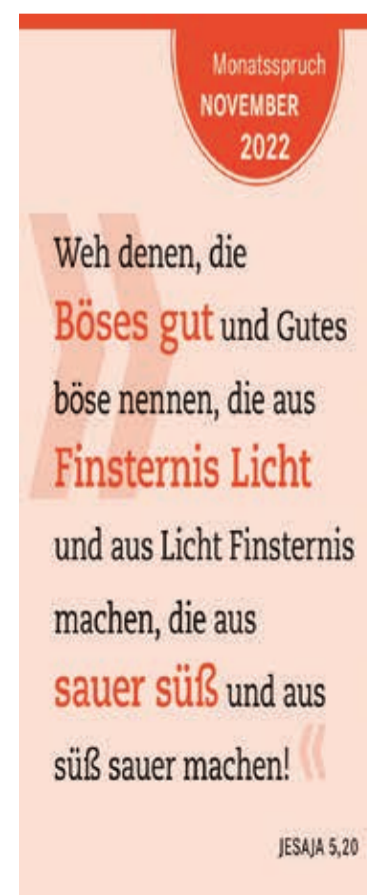 Monatsspruch
NOVEMBER
2022
Weh denen, die
Böses gut und Gutes
böse nennen, die aus
Finsternis Licht
und aus Licht Finsternis
machen, die aus
sauer süß und aus
süß sauer machen! «
JESAJA 5,20